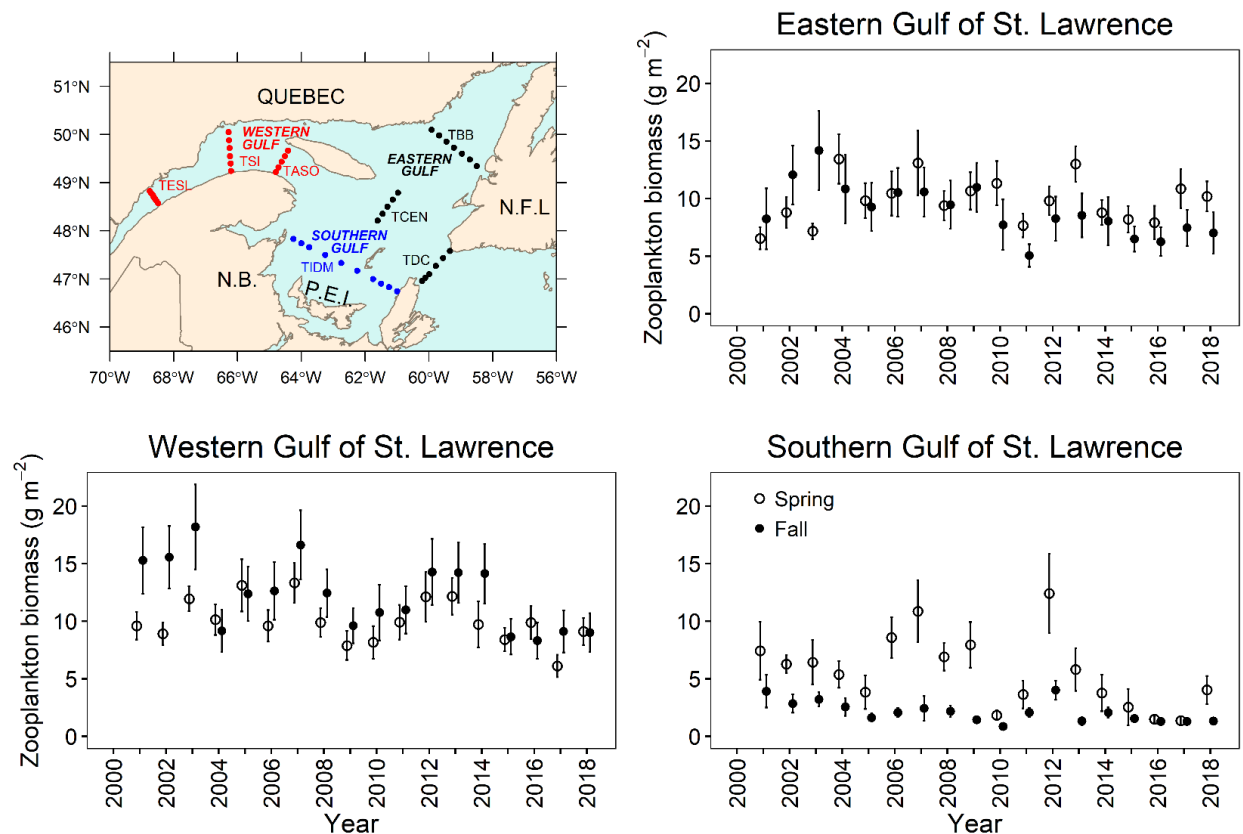 Eastern Gulf of St. Lawrence
51°N
50°N
49°N
48°N
47°N
46°N
70°W 68°W 66°W 64°W 62°W 60°W 58°W 56°W
QUEBEC
WESTERN
GULF
TSI
TASO
TESL
TBB
EASTERN
GULF
TCEN
N.F.L
SOUTHERN
GULF
TIDM
TDC
N.B.
P.E.I.
Zooplankton biomass (g m⁻²)
20
15
10
5
0
2000 2002 2004 2006 2008 2010 2012 2014 2016 2018
Western Gulf of St. Lawrence
Zooplankton biomass (g m⁻²)
20
15
10
5
0
2000 2002 2004 2006 2008 2010 2012 2014 2016 2018
Year
Southern Gulf of St. Lawrence
Spring
Fall
20
15
10
5
0
2000 2002 2004 2006 2008 2010 2012 2014 2016 2018
Year